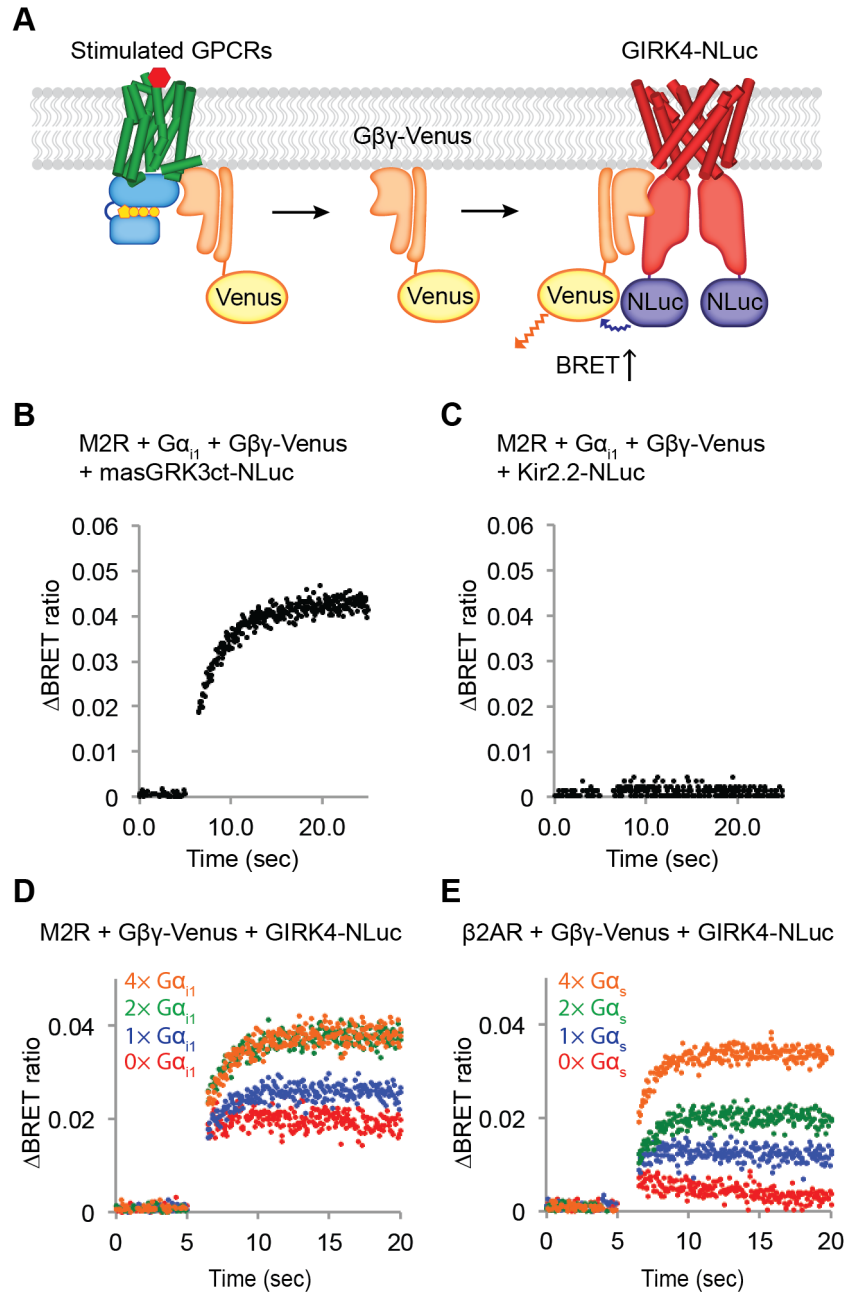 A
Stimulated GPCRs
GIRK4-NLuc
Gβγ-Venus
Venus
Venus
Venus
NLuc
NLuc
BRET↑
B
M2R + Gαi1 + Gβγ-Venus
+ masGRK3ct-NLuc
ΔBRET ratio
0.06
0.05
0.04
0.03
0.02
0.01
0
0.0 10.0 20.0
Time (sec)
C
M2R + Gαi1 + Gβγ-Venus
+ Kir2.2-NLuc
ΔBRET ratio
0.06
0.05
0.04
0.03
0.02
0.01
0
0.0 10.0 20.0
Time (sec)
D
M2R + Gβγ-Venus + GIRK4-NLuc
4× Gαi1
2× Gαi1
1× Gαi1
0× Gαi1
ΔBRET ratio
0.04
0.02
0
0 5 10 15 20
Time (sec)
E
β2AR + Gβγ-Venus + GIRK4-NLuc
4× Gαs
2× Gαs
1× Gαs
0× Gαs
ΔBRET ratio
0.04
0.02
0
0 5 10 15 20
Time (sec)